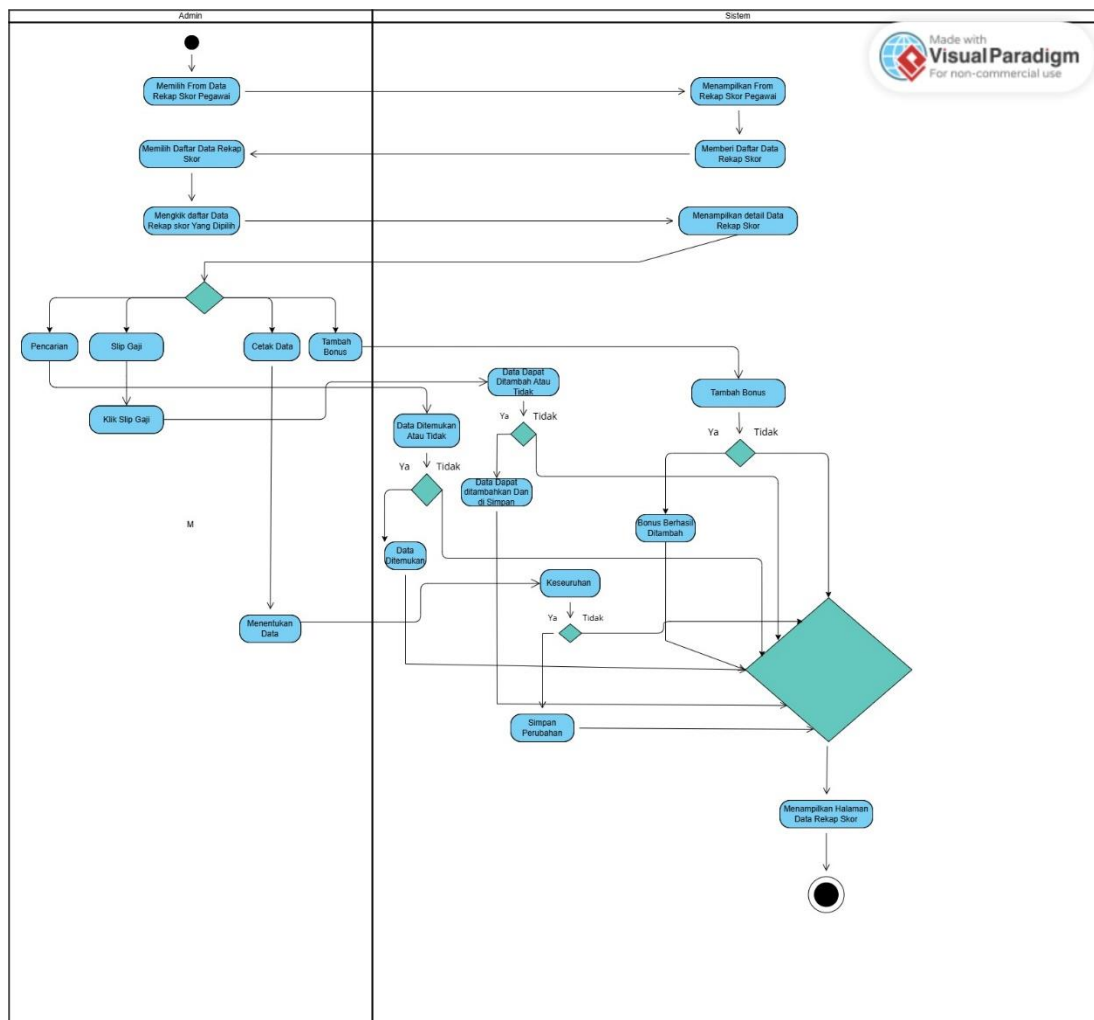 Admin
Sistem
Made with
Visual Paradigm
For non-commercial use
Memilih From Data
Rekap Skor Pegawai
Menampilkan From
Rekap Skor Pegawai
Memilih Daftar Data Rekap
Skor
Memberi Daftar Data
Rekap Skor
Mengkik daftar Data
Rekap skor Yang Dipilih
Menampilkan detail Data
Rekap Skor
Pencarian
Slip Gaji
Cetak Data
Tambah
Bonus
Klik Slip Gaji
Data Dapat
Ditambah Atau
Tidak
Tambah Bonus
Ya
Tidak
Ya
Tidak
Data Ditemukan
Atau Tidak
Ya
Tidak
Data Dapat
ditambahkan Dan
di Simpan
M
Bonus Berhasil
Ditambah
Data
Ditemukan
Keseuruhan
Ya
Tidak
Menentukan
Data
Simpan
Perubahan
Menampilkan Halaman
Data Rekap Skor